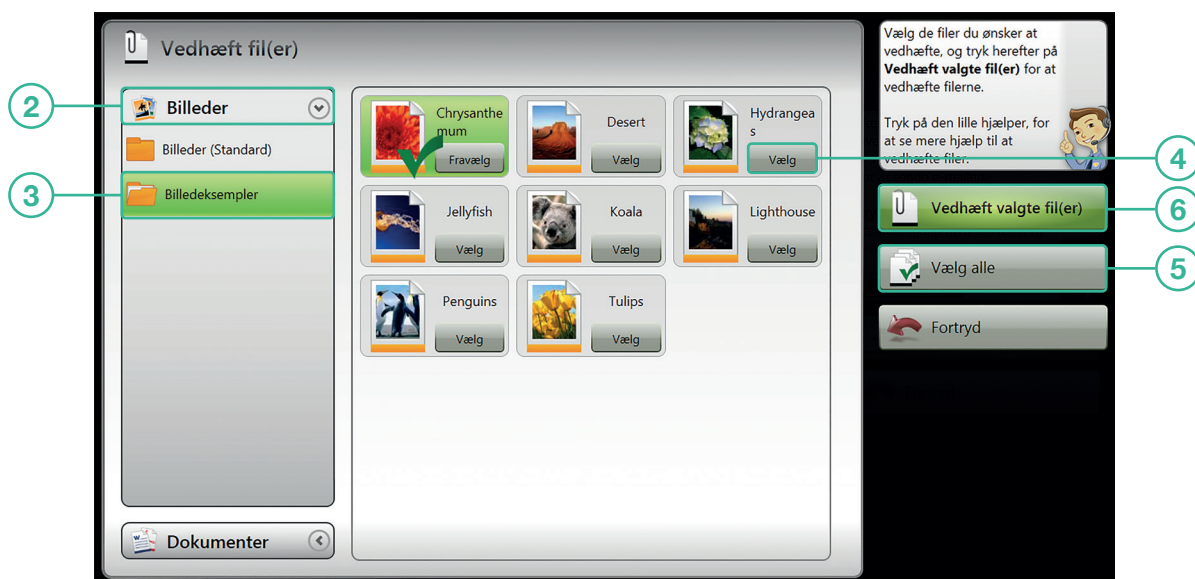 Vedhæft fil(er)
2
Billeder
Billeder (Standard)
3
Billedeksempler
Dokumenter
Chrysanthe
mum
Fravælg
Desert
Vælg
Hydrangea
s
Vælg
4
Jellyfish
Vælg
Koala
Vælg
Lighthouse
Vælg
Penguins
Vælg
Tulips
Vælg
Vælg de filer du ønsker at
vedhæfte, og tryk herefter på
Vedhæft valgte fil(er) for at
vedhæfte filerne.
Tryk på den lille hjælper, for
at se mere hjælp til at
vedhæfte filer.
Vedhæft valgte fil(er)
6
Vælg alle
5
Fortryd